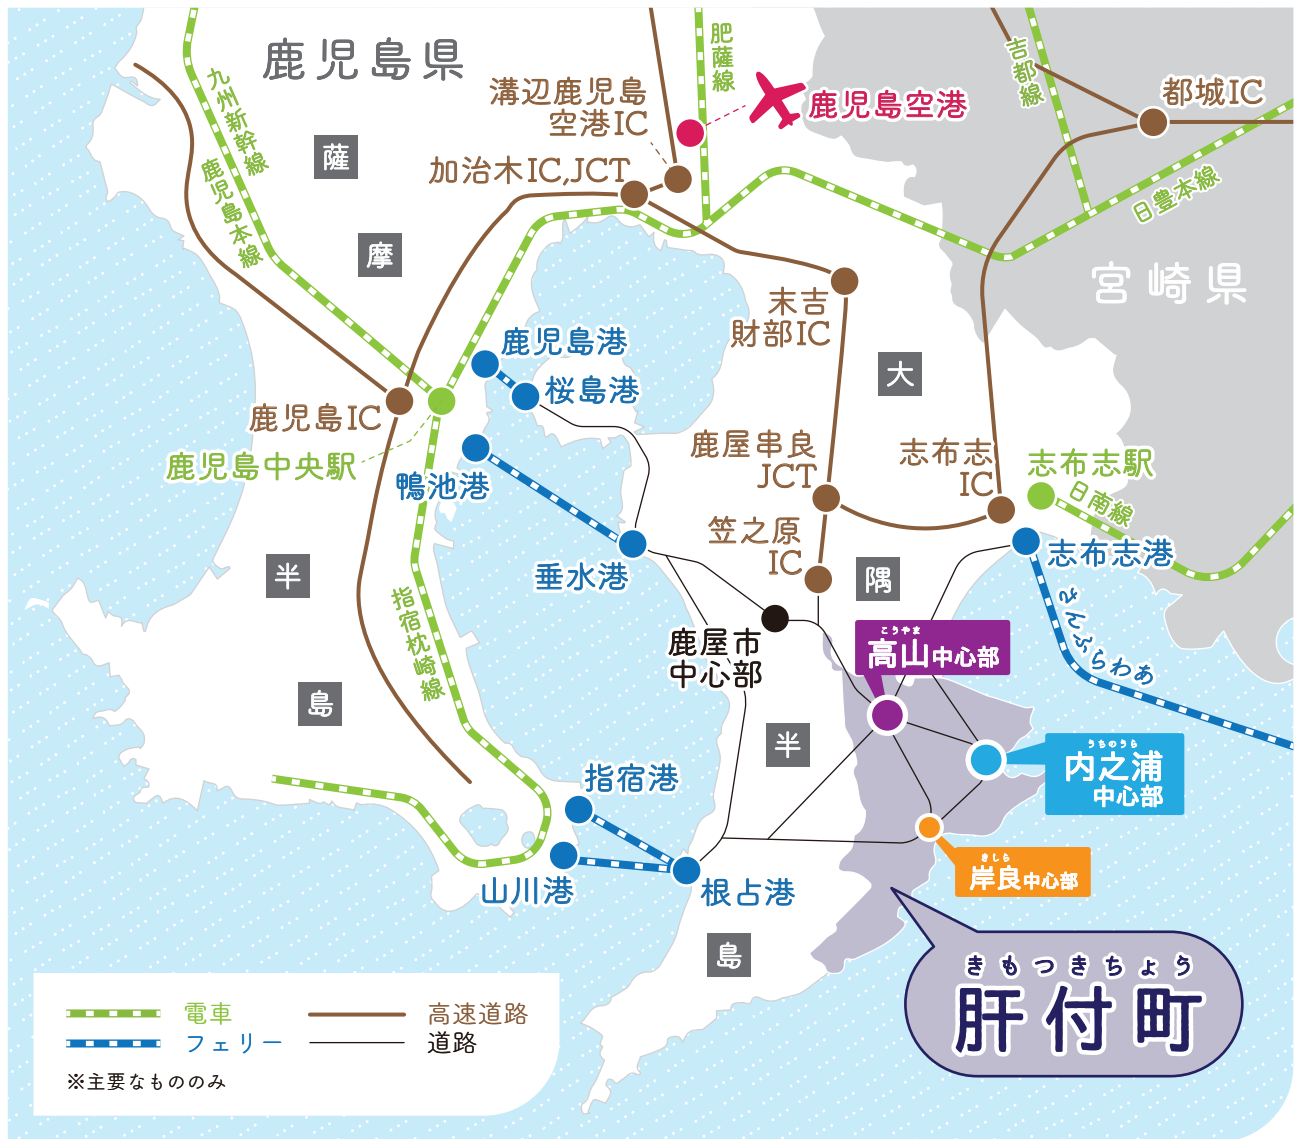 鹿児島県
九州新幹線
鹿児島本線
薩
摩
半
島
肥薩線
溝辺鹿児島
空港IC
鹿児島空港
加治木IC,JCT
吉都線
都城IC
日豊本線
宮崎県
末吉
財部IC
大
隅
半
島
鹿児島港
桜島港
鹿児島IC
鹿児島中央駅
鴨池港
垂水港
鹿屋串良
JCT
笠之原
IC
志布志
IC
志布志駅
日南線
志布志港
さんふらわあ
指宿枕崎線
鹿屋市
中心部
こうやま
高山中心部
うちのうら
内之浦
中心部
きしら
岸良中心部
指宿港
山川港
根占港
きもつきちょう
肝付町
電車
高速道路
フェリー
道路
※主要なもののみ